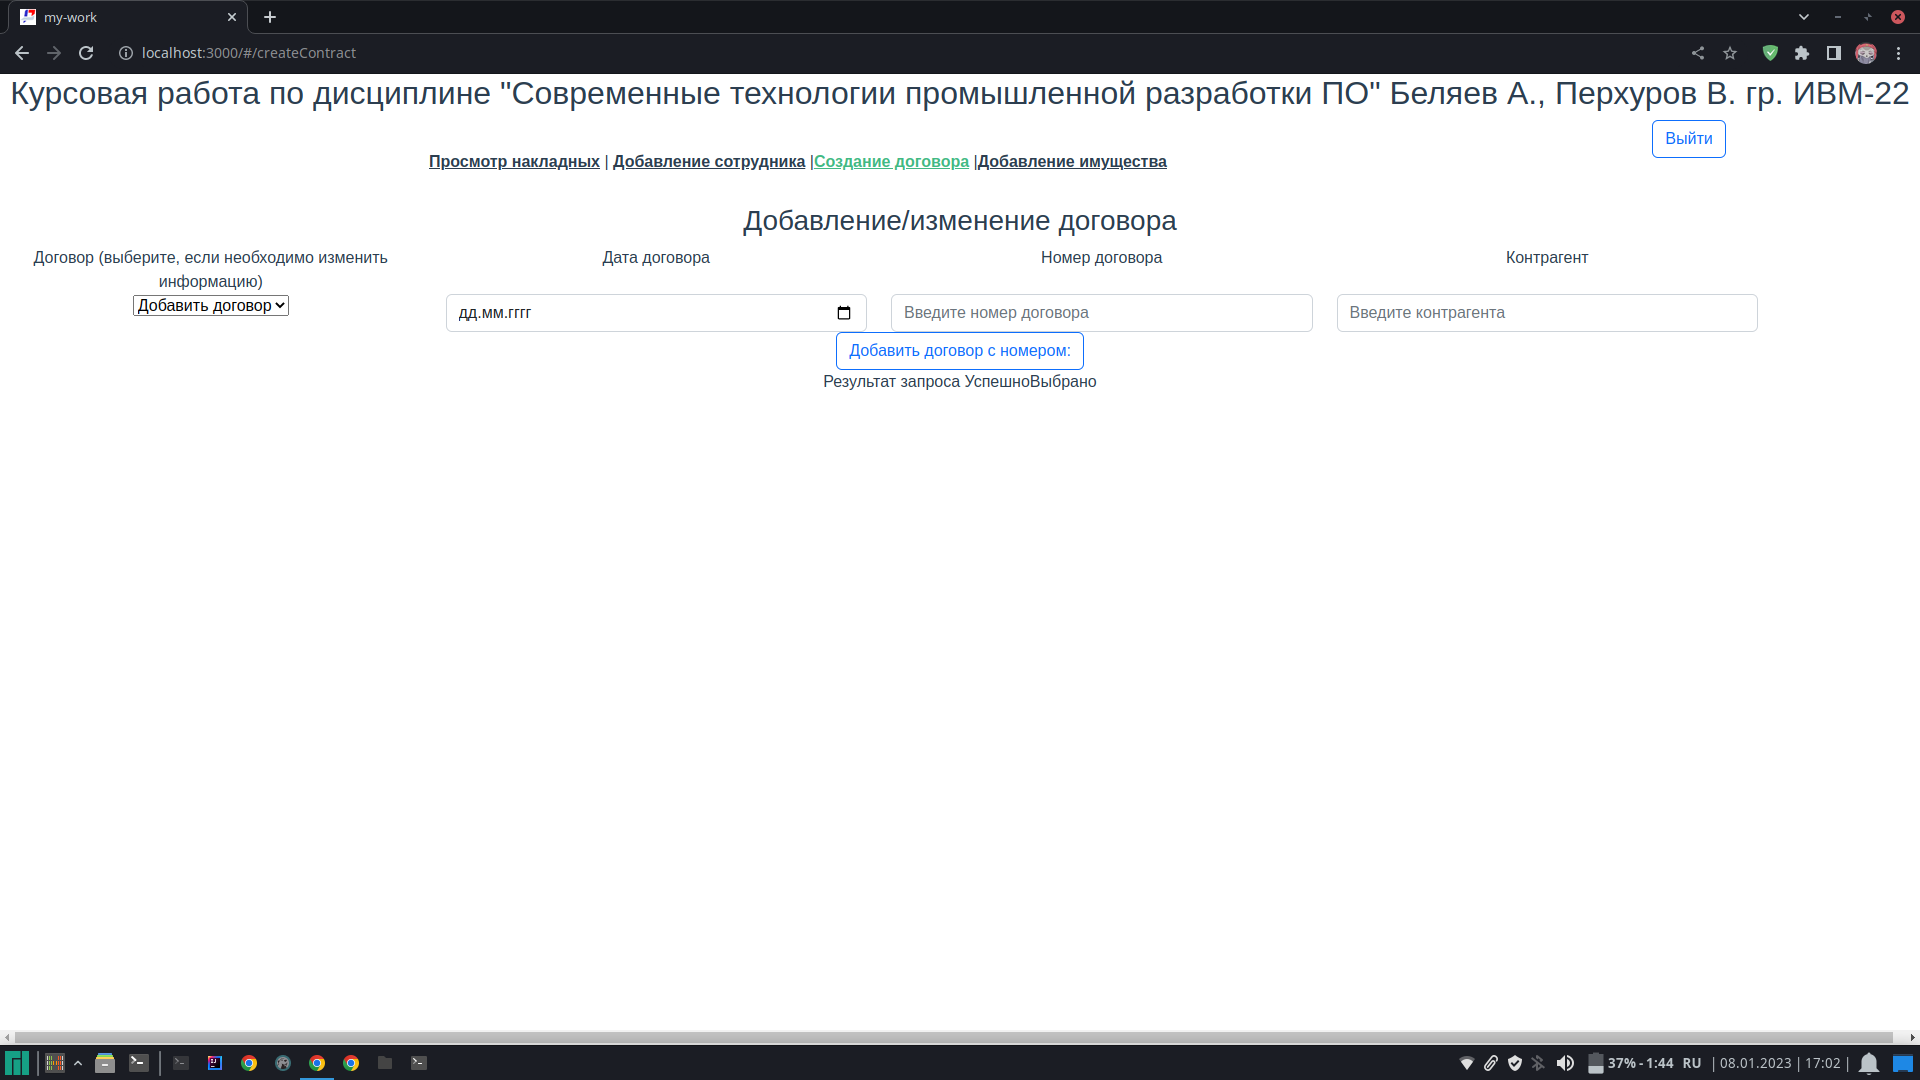 my-work
localhost:3000/#/createContract
Курсовая работа по дисциплине "Современные технологии промышленной разработки ПО" Беляев А., Перхуров В. гр. ИВМ-22
Выйти
Просмотр накладных | Добавление сотрудника |Создание договора |Добавление имущества
Добавление/изменение договора
Договор (выберите, если необходимо изменить информацию)
Добавить договор
Дата договора
дд.мм.гггг
Номер договора
Введите номер договора
Контрагент
Введите контрагента
Добавить договор с номером:
Результат запроса УспешноВыбрано
37% - 1:44 RU | 08.01.2023 | 17:02 |